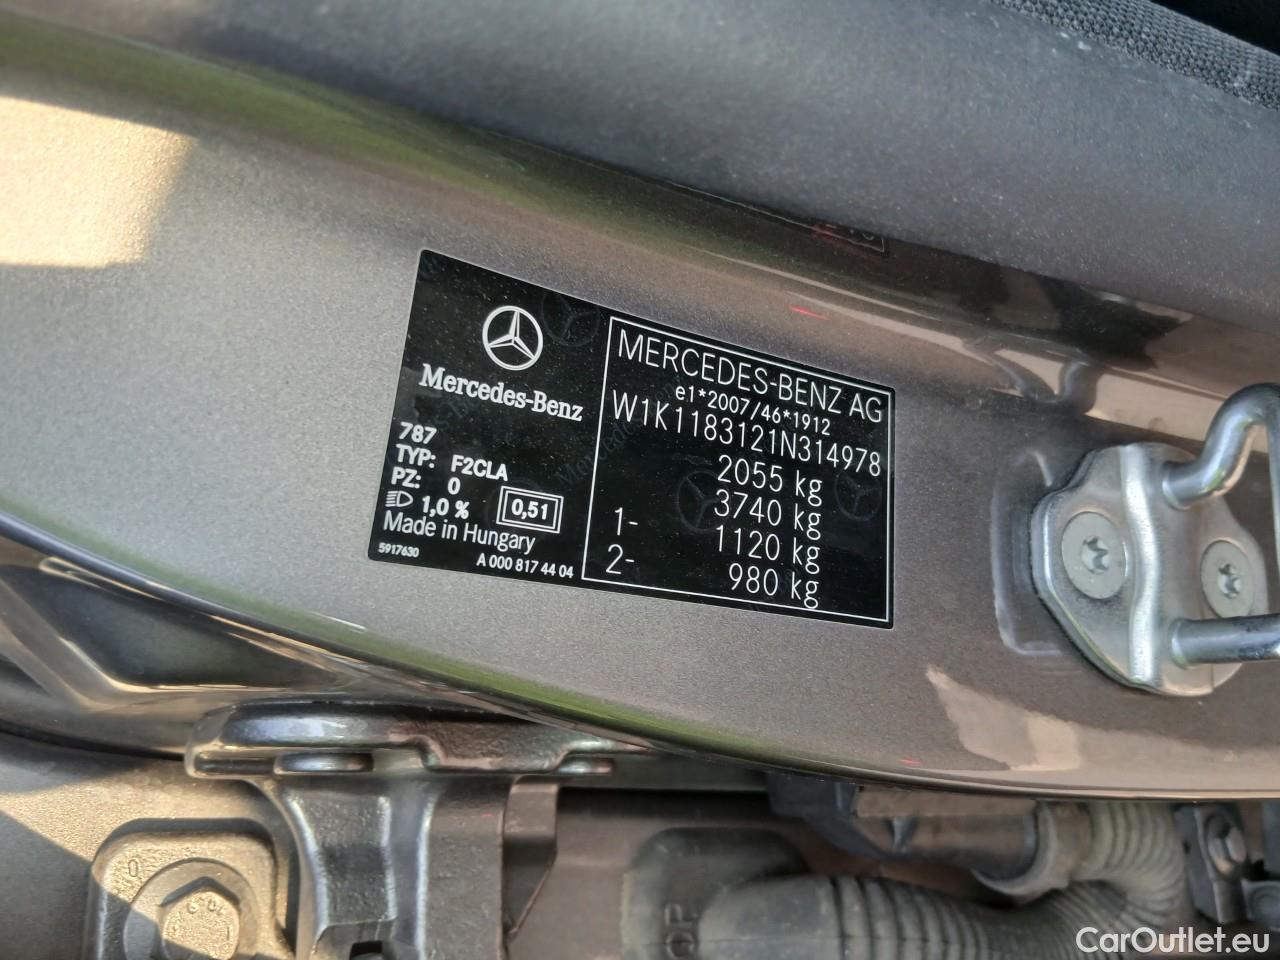 Mercedes-Benz
787
TYP: F2CLA
PZ: 0
1,0 %
0,51
Made in Hungary
5917630
A 000 817 44 04
MERCEDES-BENZ AG
e1*2007/46*1912
W1K1183121N314978
2055 kg
3740 kg
1- 1120 kg
2- 980 kg
CarOutlet.eu